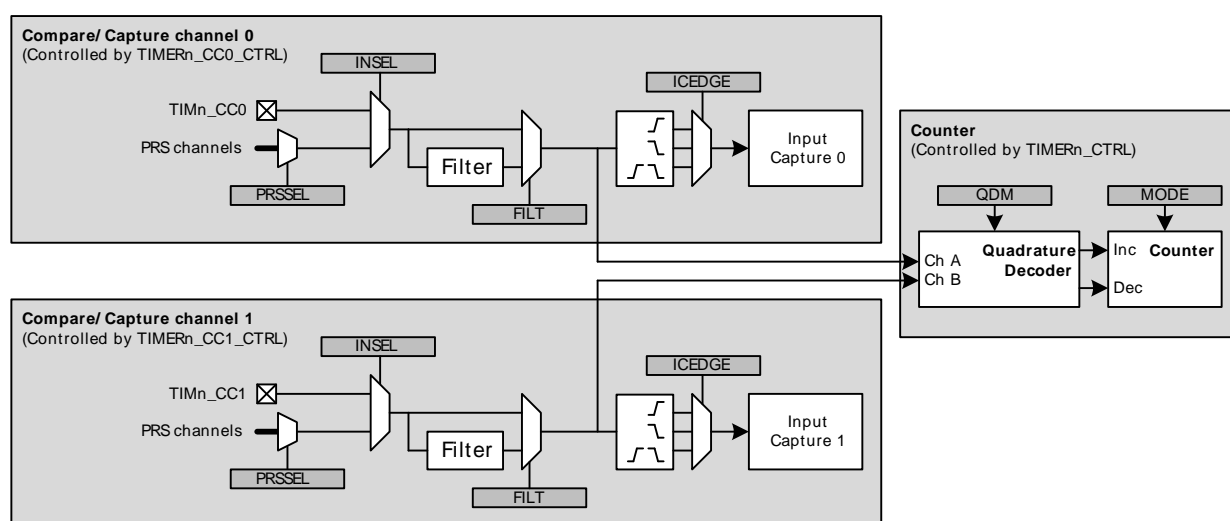 Compare/ Capture channel 0
(Controlled by TIMERn_CC0_CTRL)
INSEL
ICEDGE
TIMn_CC0
PRS channels
Filter
Input
Capture 0
PRSSEL
FILT
Counter
(Controlled by TIMERn_CTRL)
QDM
MODE
Ch A
Ch B
Quadrature
Decoder
Inc
Counter
Dec
Compare/ Capture channel 1
(Controlled by TIMERn_CC1_CTRL)
INSEL
ICEDGE
TIMn_CC1
PRS channels
Filter
Input
Capture 1
PRSSEL
FILT